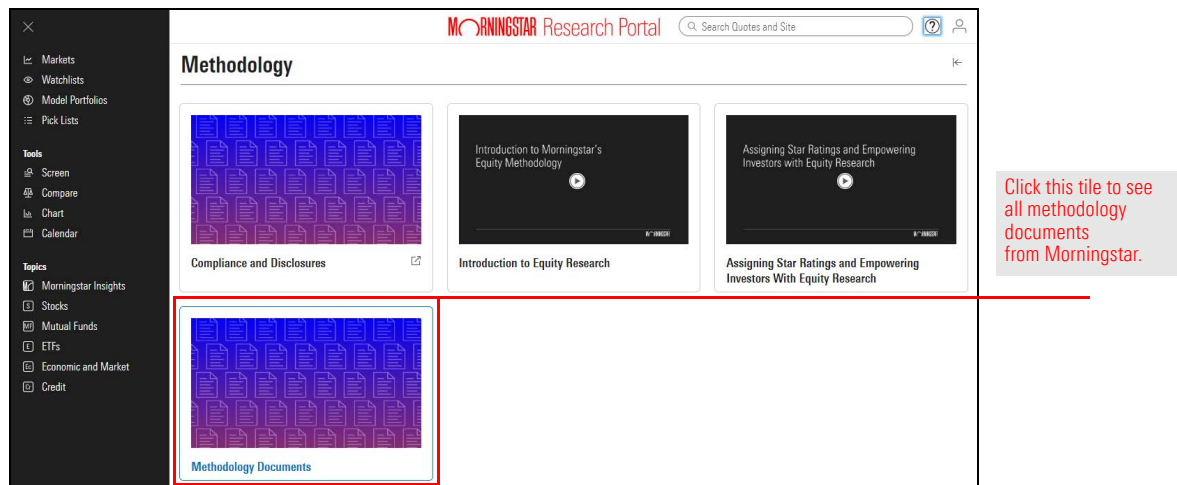 MORNINGSTAR Research Portal
Search Quotes and Site
Markets
Watchlists
Model Portfolios
Pick Lists
Tools
Screen
Compare
Chart
Calendar
Topics
Morningstar Insights
Stocks
Mutual Funds
ETFs
Economic and Market
Credit
Methodology
Compliance and Disclosures
Introduction to Morningstar's
Equity Methodology
MORNINGSTAR
Introduction to Equity Research
Assigning Star Ratings and Empowering
Investors with Equity Research
MORNINGSTAR
Assigning Star Ratings and Empowering
Investors With Equity Research
Methodology Documents
Click this tile to see
all methodology
documents
from Morningstar.